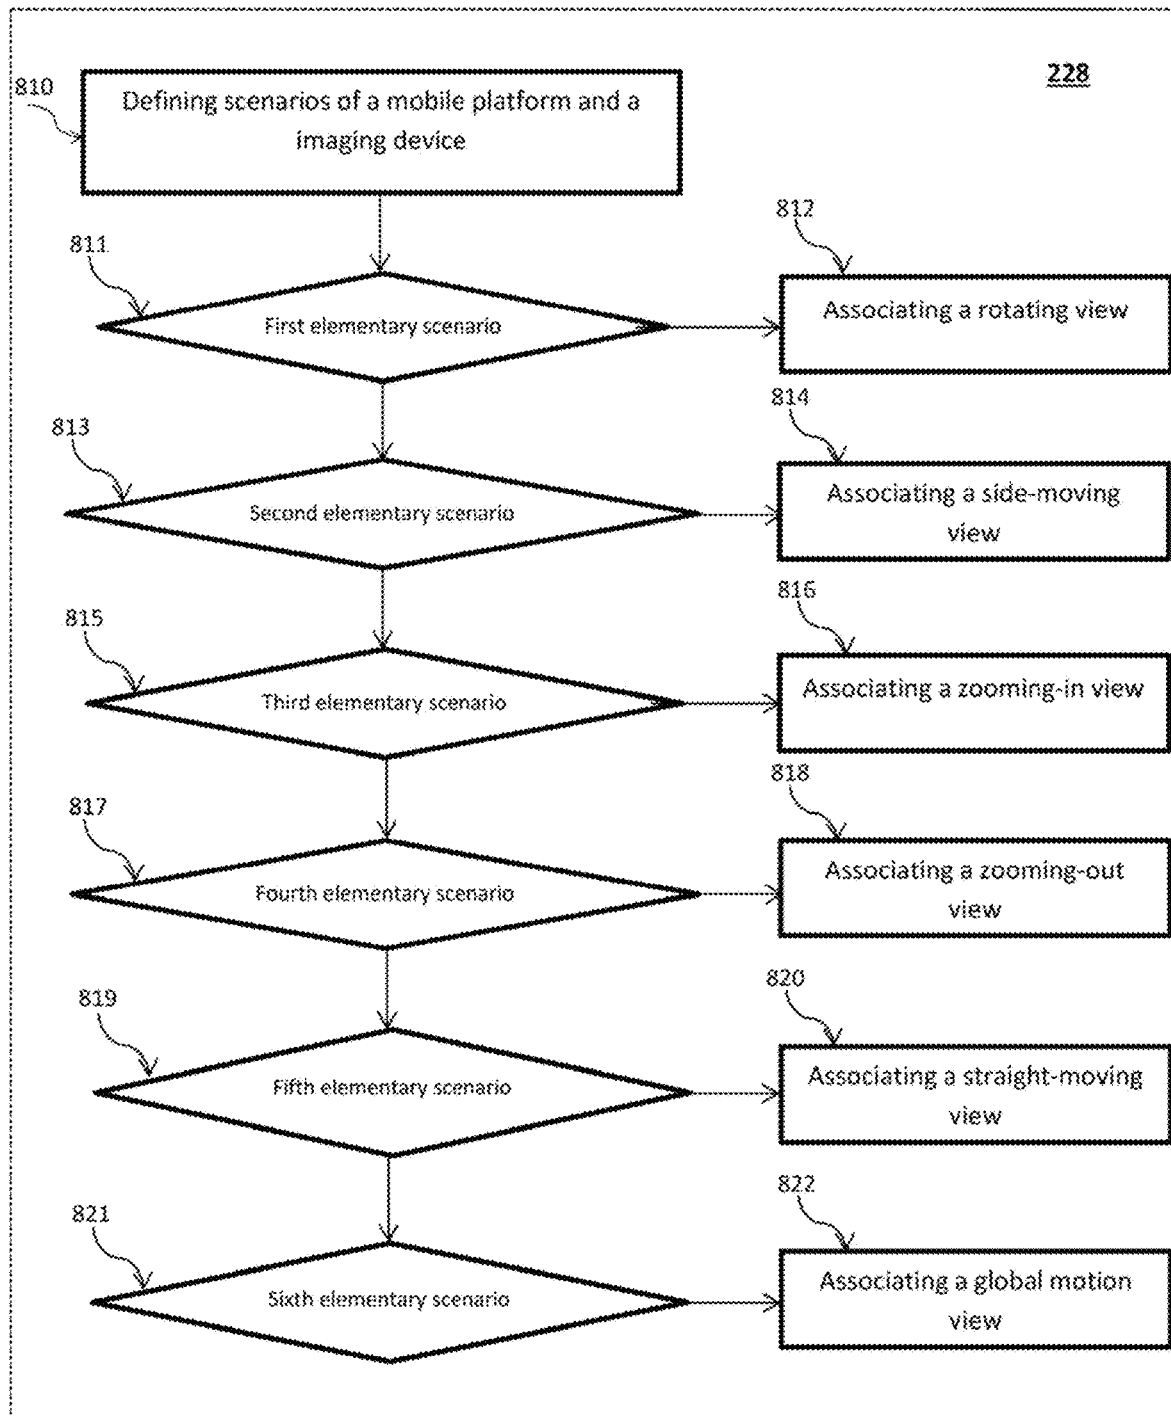 228
810
Defining scenarios of a mobile platform and a
imaging device
812
811
First elementary scenario
Associating a rotating view
814
813
Second elementary scenario
Associating a side-moving
view
816
815
Third elementary scenario
Associating a zooming-in view
818
817
Fourth elementary scenario
Associating a zooming-out
view
820
819
Fifth elementary scenario
Associating a straight-moving
view
822
821
Sixth elementary scenario
Associating a global motion
view